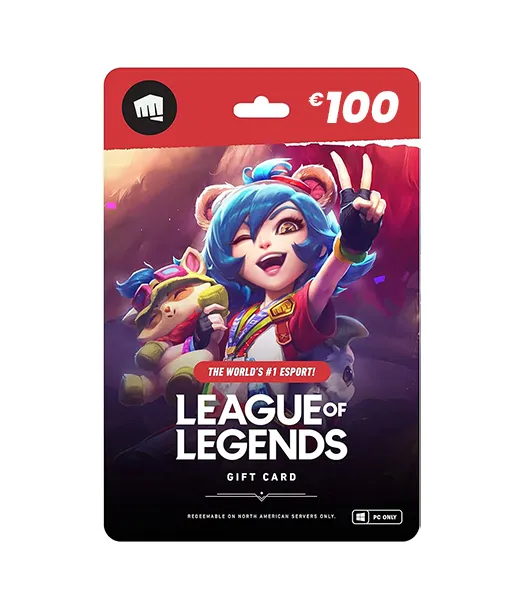 €100
THE WORLD'S #1 ESPORT!
LEAGUE OF
LEGENDS
GIFT CARD
REDEEMABLE ON NORTH AMERICAN SERVERS ONLY.
PC ONLY